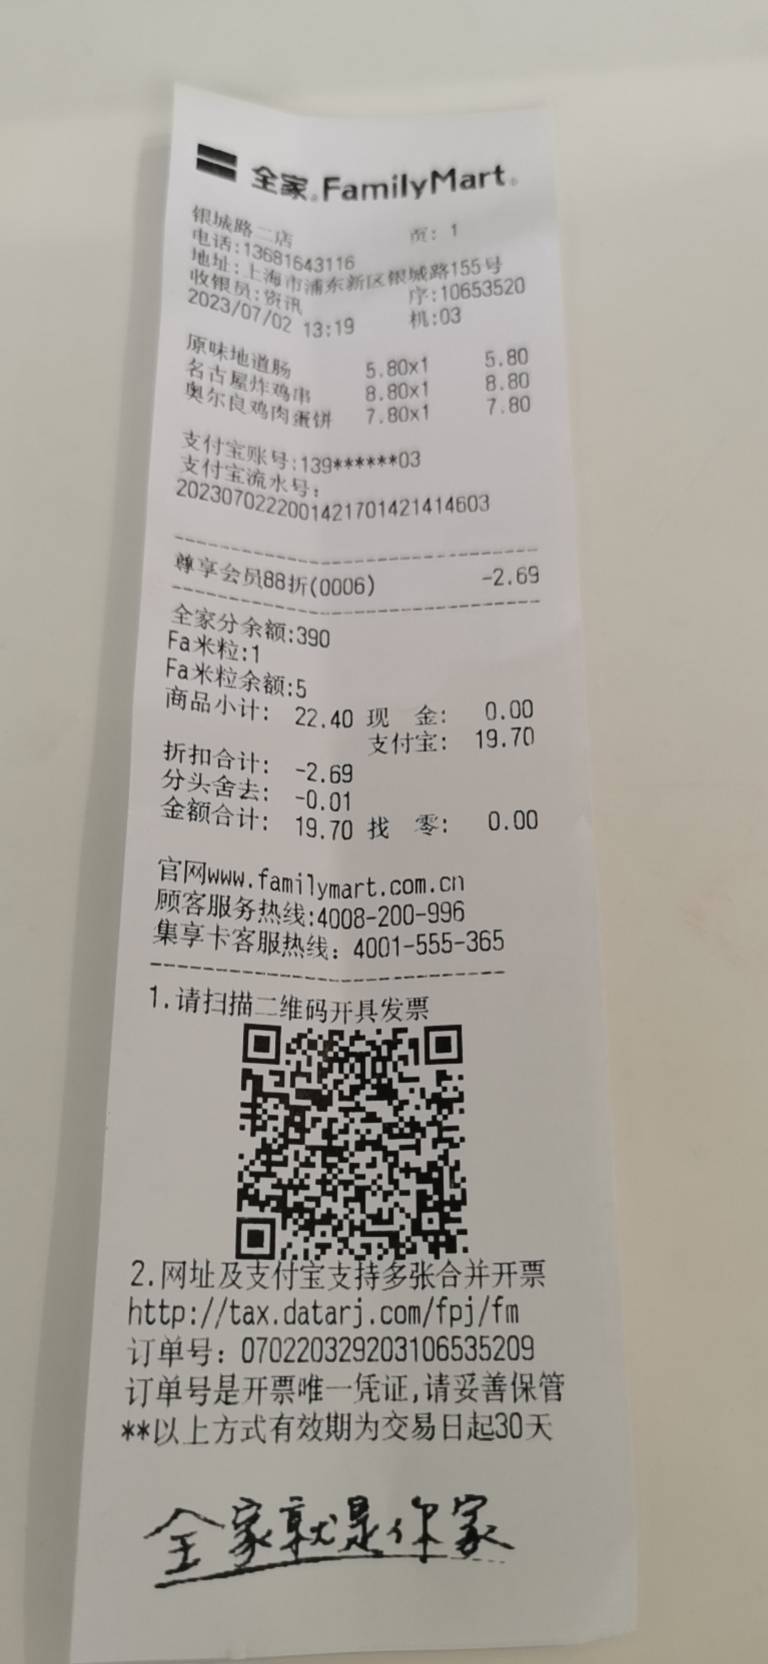 全家®FamilyMart®
银城路二店 页: 1
电话:13681643116
地址:上海市浦东新区银城路155号
收银员:资讯 序:10653520
2023/07/02 13:19 机:03
原味地道肠 5.80x1 5.80
名古屋炸鸡串 8.80x1 8.80
奥尔良鸡肉蛋饼 7.80x1 7.80
支付宝账号:139******03
支付宝流水号:
2023070222001421701421414603
尊享会员88折(0006) -2.69
全家分余额:390
Fa米粒:1
Fa米粒余额:5
商品小计: 22.40 现 金: 0.00
支付宝: 19.70
折扣合计: -2.69
分头舍去: -0.01
金额合计: 19.70 找 零: 0.00
官网www.familymart.com.cn
顾客服务热线:4008-200-996
集享卡客服热线: 4001-555-365
1.请扫描二维码开具发票
2.网址及支付宝支持多张合并开票
http://tax.datarj.com/fpj/fm
订单号: 070220329203106535209
订单号是开票唯一凭证,请妥善保管
**以上方式有效期为交易日起30天
全家就是你家